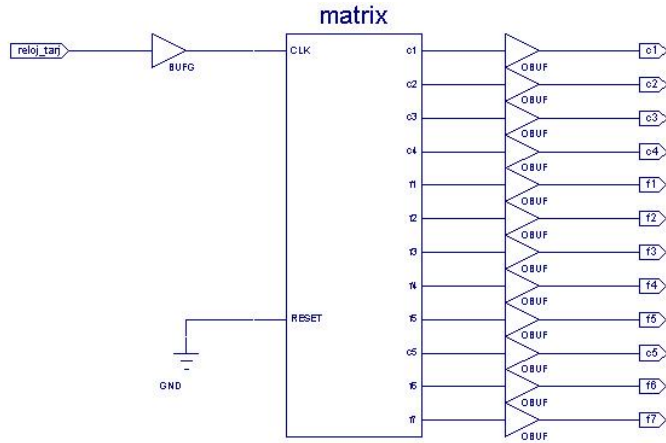 matrix
reloj_tarj BUFG CLK c1 OBUF c1
c2 OBUF c2
c3 OBUF c3
c4 OBUF c4
f1 OBUF f1
f2 OBUF f2
f3 OBUF f3
f4 OBUF f4
RESET f5 OBUF f5
c5 OBUF c5
GND f6 OBUF f6
f7 OBUF f7